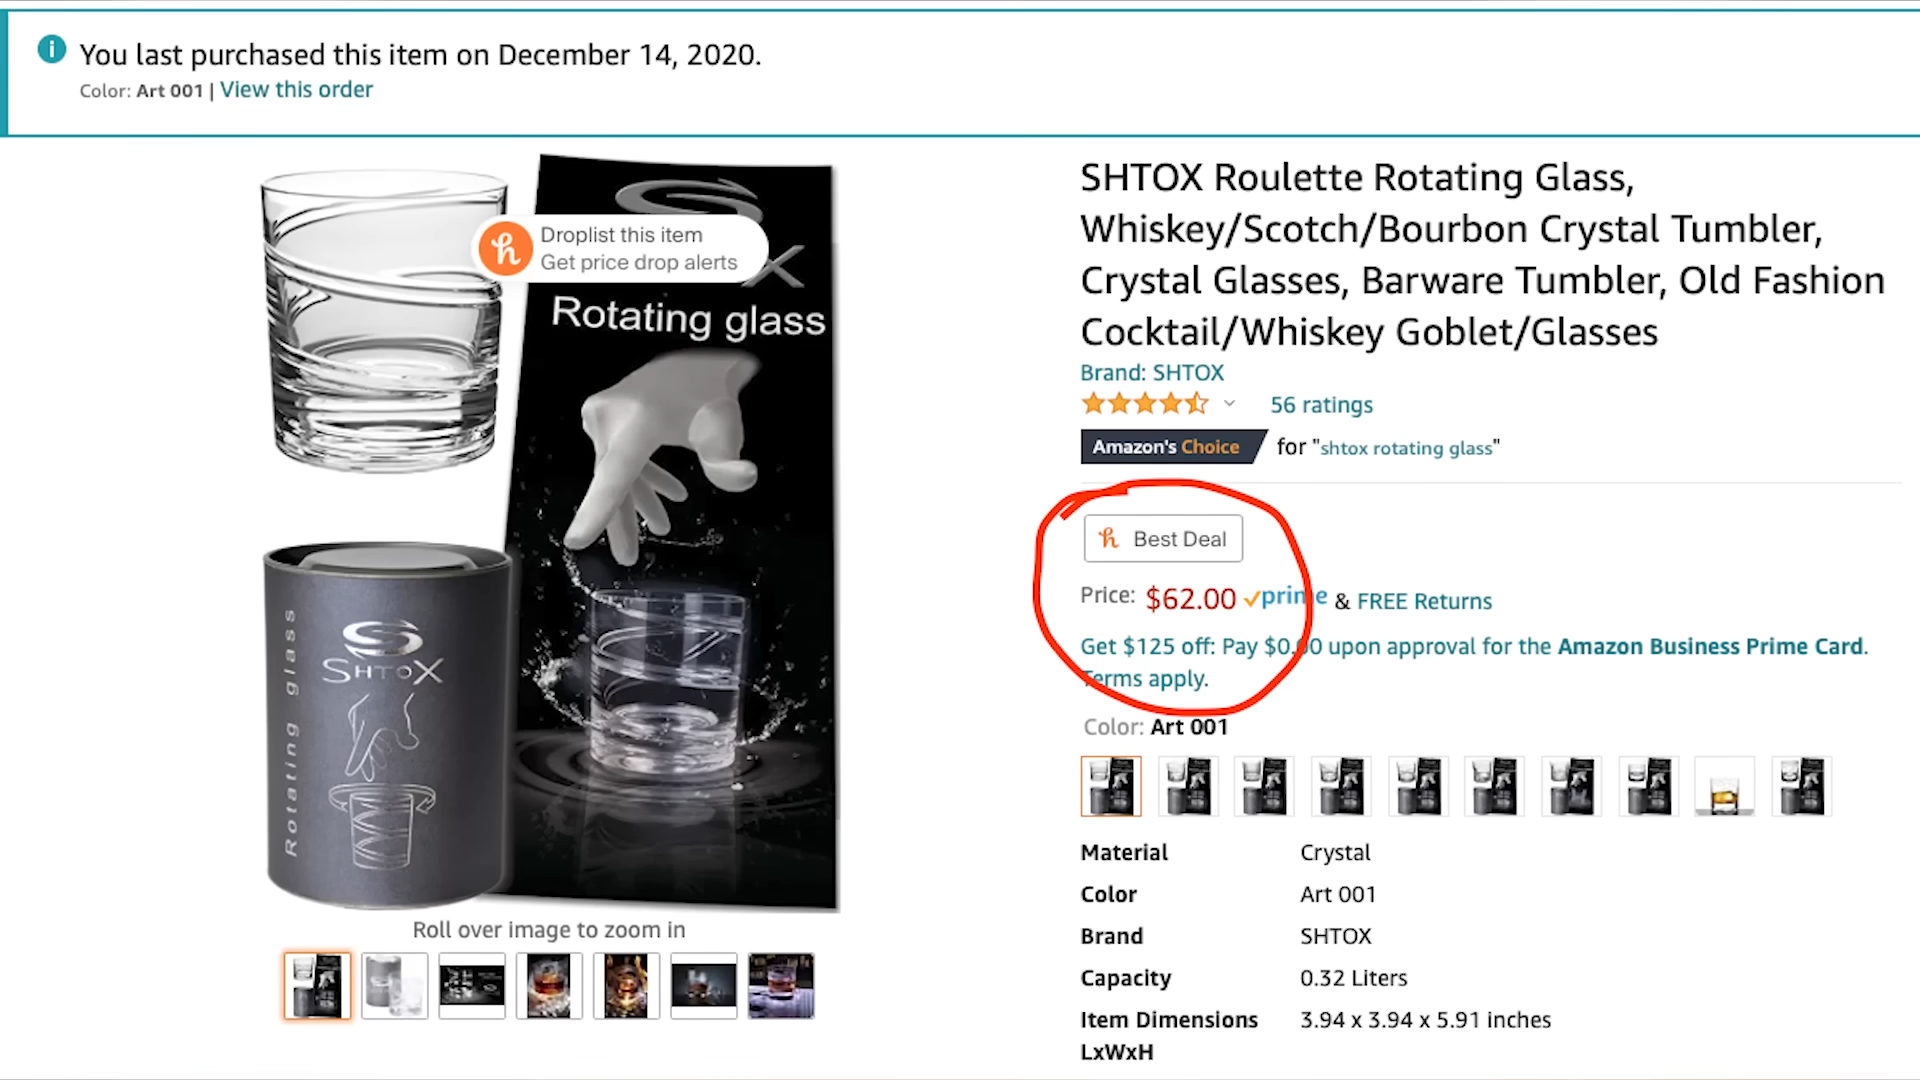 You last purchased this item on December 14, 2020.
Color: Art 001 | View this order
Droplist this item
Get price drop alerts
Rotating glass
SHTOX
Rotating glass
Roll over image to zoom in
SHTOX Roulette Rotating Glass,
Whiskey/Scotch/Bourbon Crystal Tumbler,
Crystal Glasses, Barware Tumbler, Old Fashion
Cocktail/Whiskey Goblet/Glasses
Brand: SHTOX
56 ratings
Amazon's Choice for "shtox rotating glass"
Best Deal
Price: $62.00 prime & FREE Returns
Get $125 off: Pay $0.00 upon approval for the Amazon Business Prime Card.
Terms apply.
Color: Art 001
Material Crystal
Color Art 001
Brand SHTOX
Capacity 0.32 Liters
Item Dimensions 3.94 x 3.94 x 5.91 inches
LxWxH